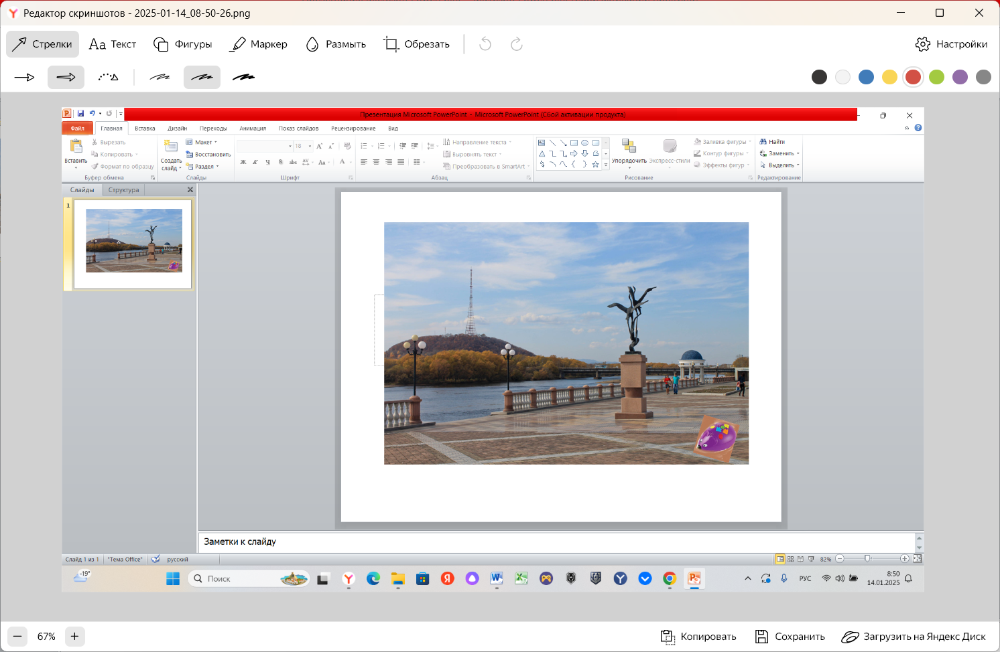 Редактор скриншотов - 2025-01-14_08-50-26.png
Стрелки Aa Текст Фигуры Маркер Размыть Обрезать Настройки
Презентация Microsoft PowerPoint - Microsoft PowerPoint (Сбой активации продукта)
Файл Главная Вставка Дизайн Переходы Анимация Показ слайдов Рецензирование Вид
Вставить
Вырезать
Копировать
Формат по образцу
Буфер обмена
Создать слайд
Макет
Восстановить
Раздел
Слайды
18
Ж К Ч S abc AV Aa A
Шрифт
Направление текста
Выровнять текст
Преобразовать в SmartArt
Абзац
Упорядочить Экспресс-стили
Заливка фигуры
Контур фигуры
Эффекты фигур
Рисование
Найти
Заменить
Выделить
Редактирование
Слайды Структура
1
Заметки к слайду
Слайд 1 из 1 "Тема Office" русский 82%
-19°
Поиск
РУС
8:50
14.01.2025
67% Копировать Сохранить Загрузить на Яндекс Диск